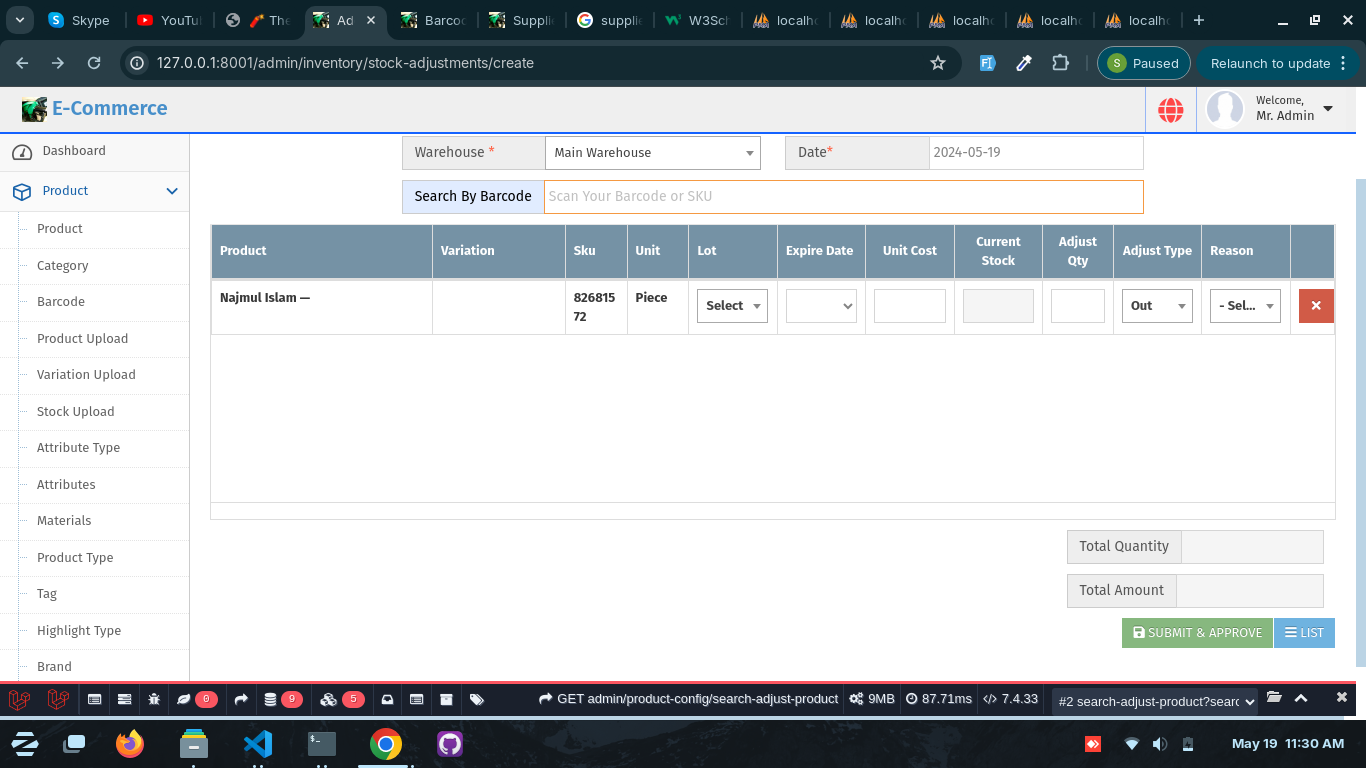 Skype
YouTu
The
Ad
Barco
Suppli
supplie
W3Sch
localho
localho
localho
localho
localho
127.0.0.1:8001/admin/inventory/stock-adjustments/create
S Paused
Relaunch to update
E-Commerce
Welcome,
Mr. Admin
Dashboard
Product
Product
Category
Barcode
Product Upload
Variation Upload
Stock Upload
Attribute Type
Attributes
Materials
Product Type
Tag
Highlight Type
Brand
Warehouse * Main Warehouse Date* 2024-05-19
Search By Barcode Scan Your Barcode or SKU
Product Variation Sku Unit Lot Expire Date Unit Cost Current Stock Adjust Qty Adjust Type Reason
Najmul Islam — 826815 Piece Select Out - Sel...
72
Total Quantity
Total Amount
SUBMIT & APPROVE LIST
0 9 5 GET admin/product-config/search-adjust-product 9MB 87.71ms 7.4.33 #2 search-adjust-product?searc
May 19 11:30 AM